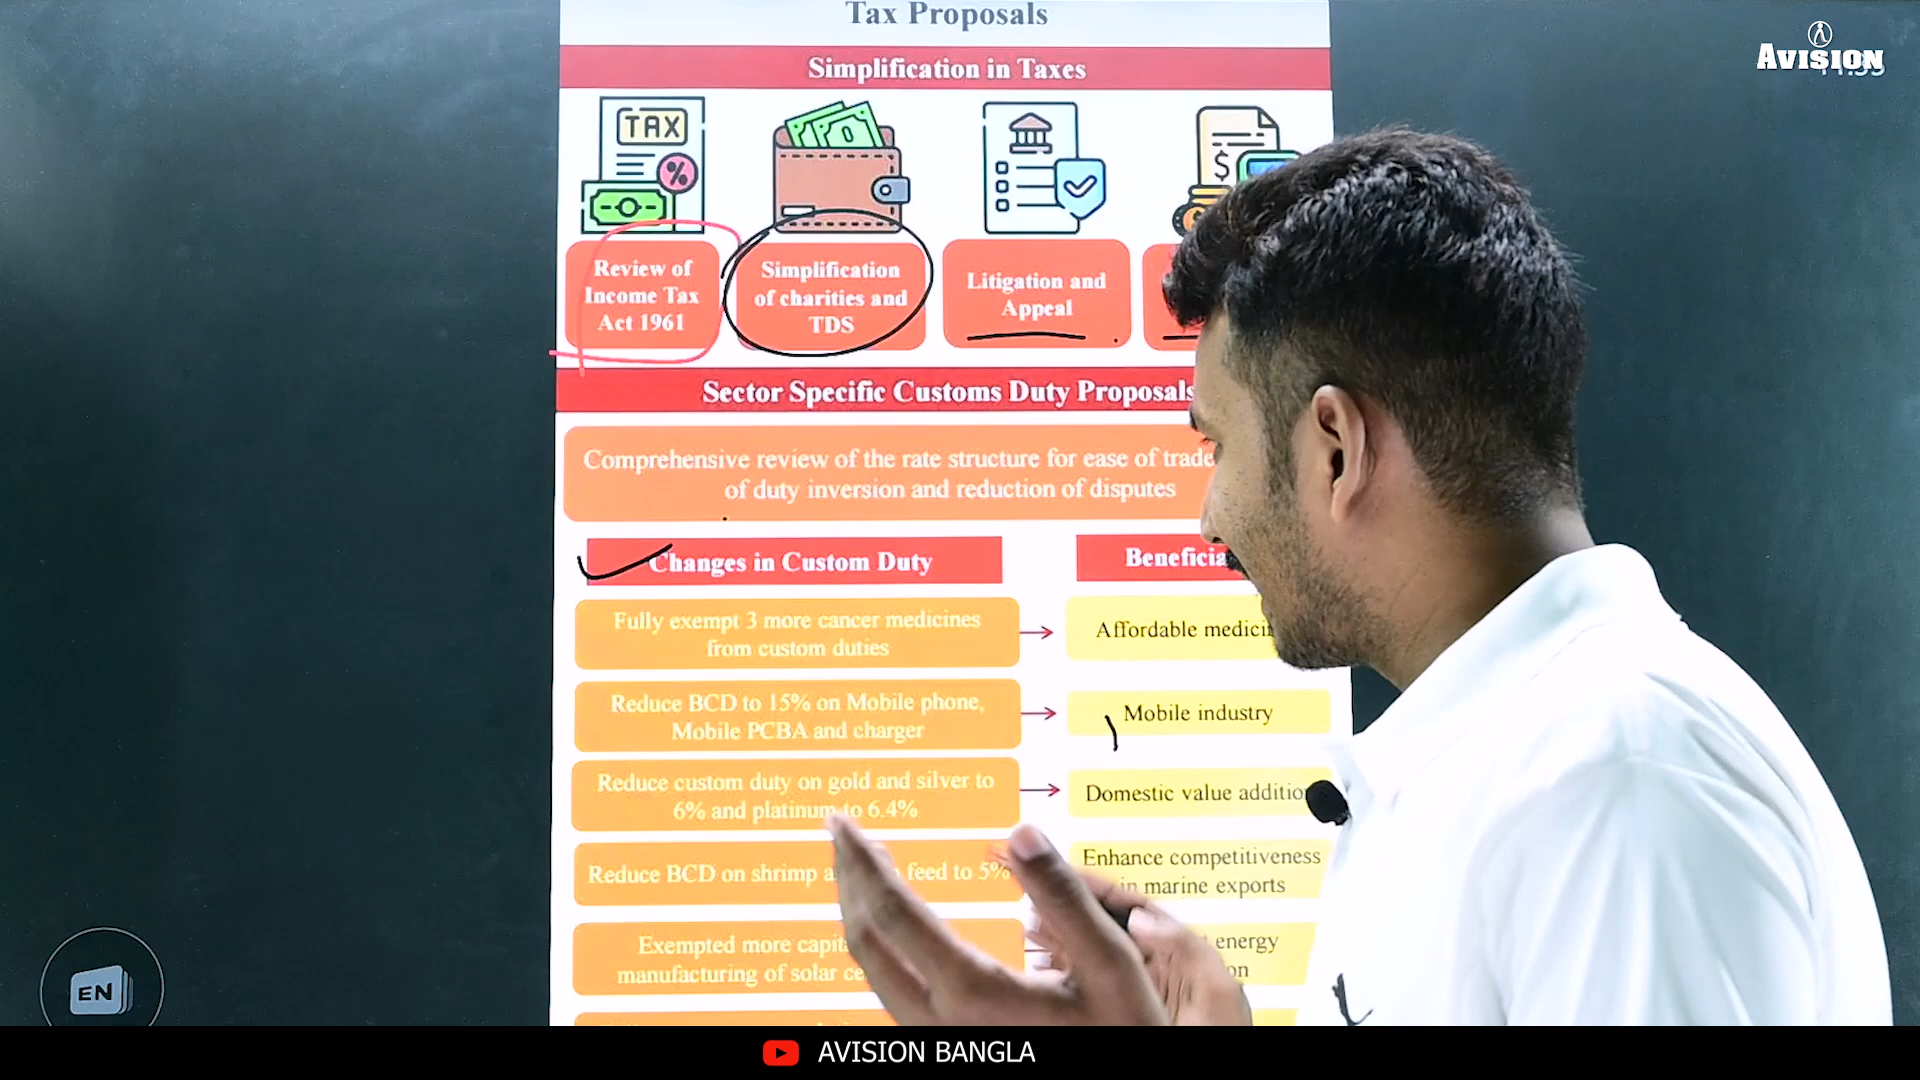 Tax Proposals
AVISION
Simplification in Taxes
TAX
%
$
Review of
Income Tax
Act 1961
Simplification
of charities and
TDS
Litigation and
Appeal
Sector Specific Customs Duty Proposals
Comprehensive review of the rate structure for ease of trade
of duty inversion and reduction of disputes
Changes in Custom Duty
Fully exempt 3 more cancer medicines
from custom duties
Affordable
Reduce BCD to 15% on Mobile phone,
Mobile PCBA and charger
Mobile industry
Reduce custom duty on gold and silver to
6% and platinum to 6.4%
Domestic value
Reduce BCD on shrimp feed to 5%
Enhance competitiveness
in marine exports
Exempted more
manufacturing of solar
energy
EN
AVISION BANGLA